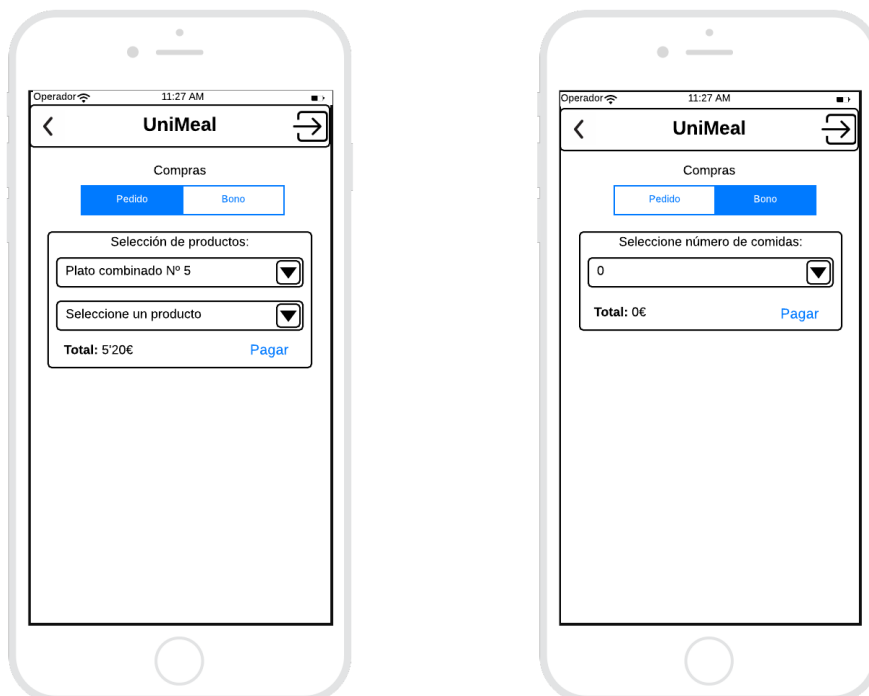 Operador 11:27 AM
UniMeal
Compras
Pedido Bono
Selección de productos:
Plato combinado Nº 5
Seleccione un producto
Total: 5'20€ Pagar
Operador 11:27 AM
UniMeal
Compras
Pedido Bono
Seleccione número de comidas:
0
Total: 0€ Pagar